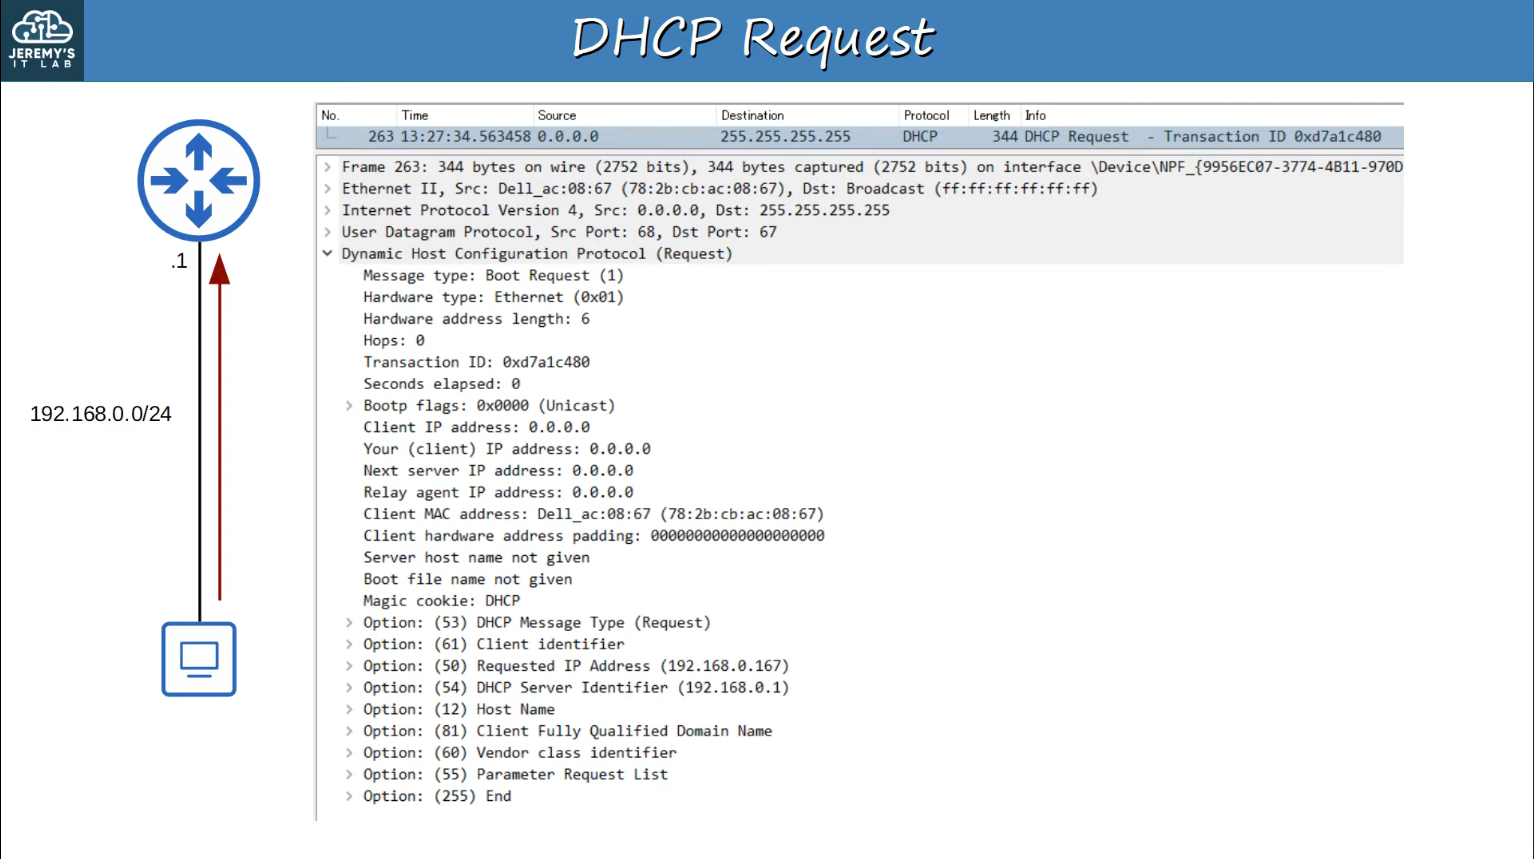 JEREMY'S
IT LAB
DHCP Request
No. Time Source Destination Protocol Length Info
263 13:27:34.563458 0.0.0.0 255.255.255.255 DHCP 344 DHCP Request - Transaction ID 0xd7a1c480
Frame 263: 344 bytes on wire (2752 bits), 344 bytes captured (2752 bits) on interface \Device\NPF_{9956EC07-3774-4B11-970D
Ethernet II, Src: Dell_ac:08:67 (78:2b:cb:ac:08:67), Dst: Broadcast (ff:ff:ff:ff:ff:ff)
Internet Protocol Version 4, Src: 0.0.0.0, Dst: 255.255.255.255
User Datagram Protocol, Src Port: 68, Dst Port: 67
Dynamic Host Configuration Protocol (Request)
Message type: Boot Request (1)
Hardware type: Ethernet (0x01)
Hardware address length: 6
Hops: 0
Transaction ID: 0xd7a1c480
Seconds elapsed: 0
Bootp flags: 0x0000 (Unicast)
Client IP address: 0.0.0.0
Your (client) IP address: 0.0.0.0
Next server IP address: 0.0.0.0
Relay agent IP address: 0.0.0.0
Client MAC address: Dell_ac:08:67 (78:2b:cb:ac:08:67)
Client hardware address padding: 00000000000000000000
Server host name not given
Boot file name not given
Magic cookie: DHCP
Option: (53) DHCP Message Type (Request)
Option: (61) Client identifier
Option: (50) Requested IP Address (192.168.0.167)
Option: (54) DHCP Server Identifier (192.168.0.1)
Option: (12) Host Name
Option: (81) Client Fully Qualified Domain Name
Option: (60) Vendor class identifier
Option: (55) Parameter Request List
Option: (255) End
.1
192.168.0.0/24